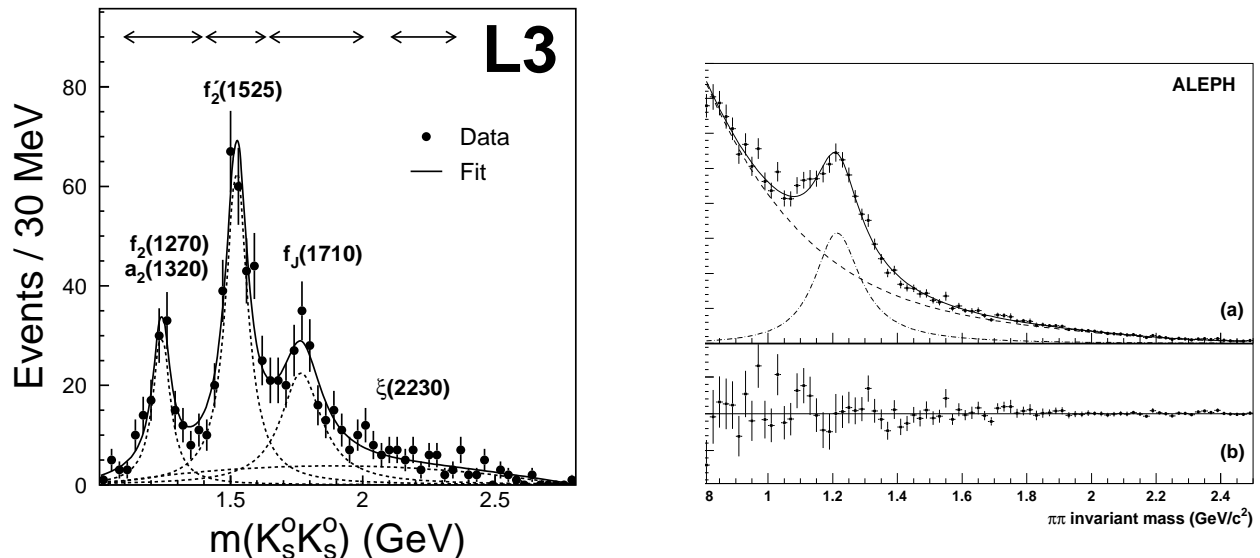 L3
80
60
40
20
0
Events / 30 MeV
f₂′(1525)
Data
Fit
f₂(1270)
a₂(1320)
f_J(1710)
ξ(2230)
1.5 2 2.5
m(K⁰ₛK⁰ₛ) (GeV)
ALEPH
(a)
(b)
8 1 1.2 1.4 1.6 1.8 2 2.2 2.4
ππ invariant mass (GeV/c²)